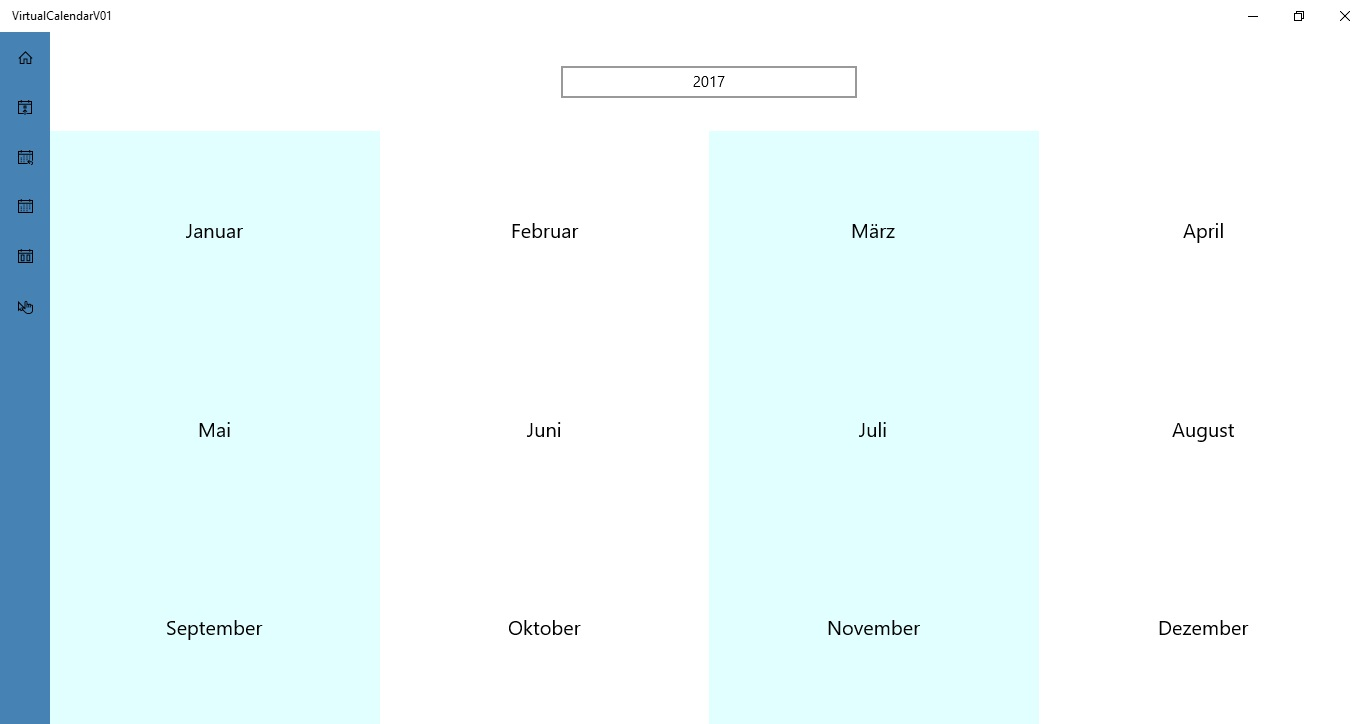 VirtualCalendarV01
2017
Januar Februar März April
Mai Juni Juli August
September Oktober November Dezember